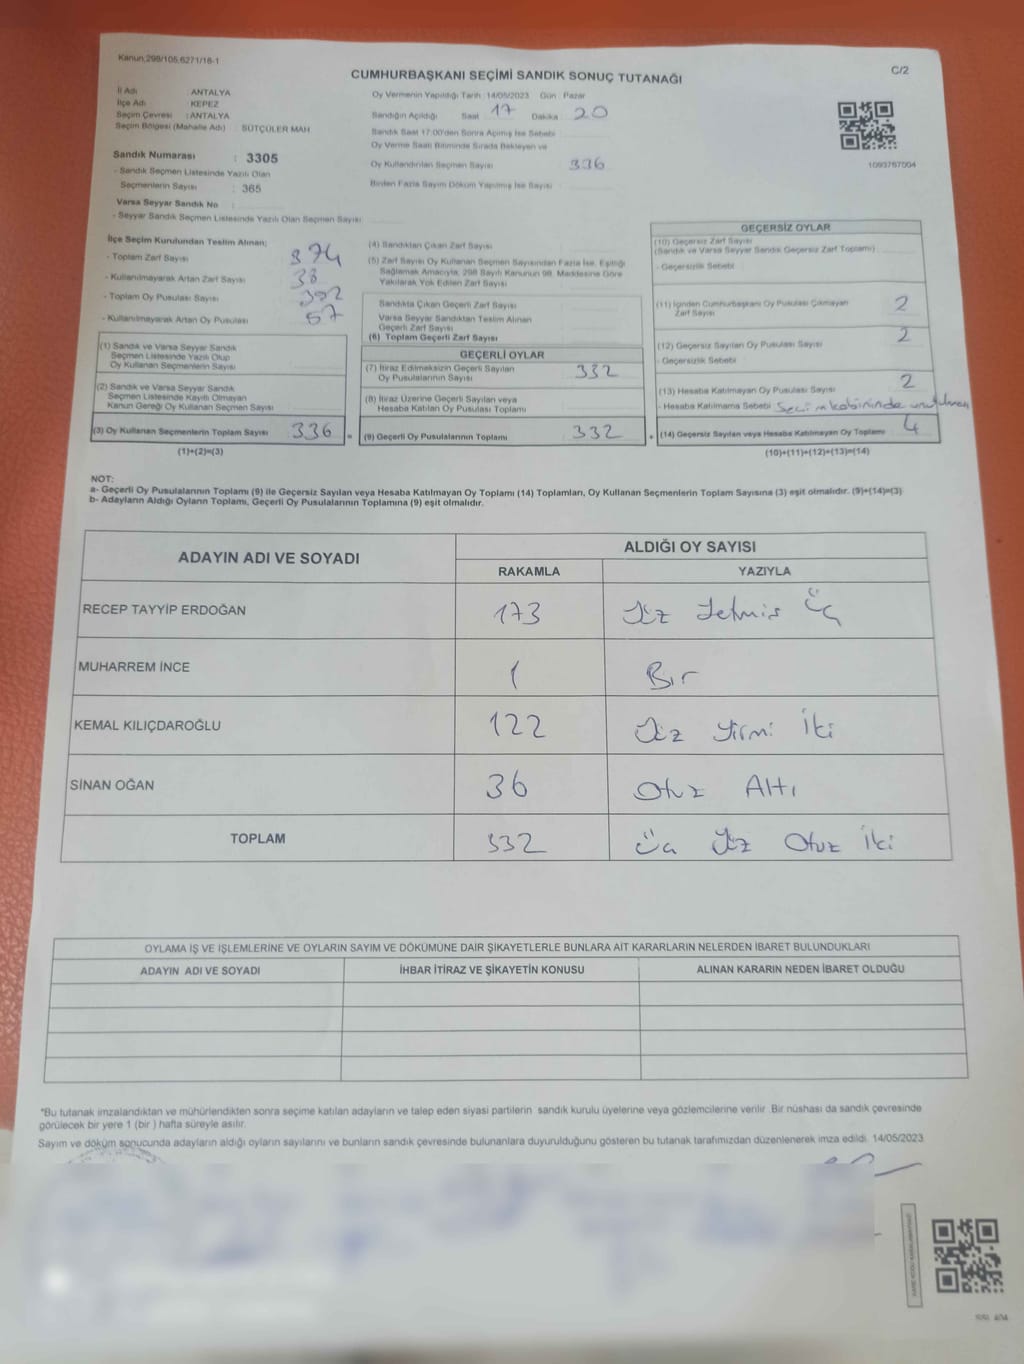 Kanun:298/105,6271/16-1
C/2
CUMHURBAŞKANI SEÇİMİ SANDIK SONUÇ TUTANAĞI
İl Adı : ANTALYA
İlçe Adı : KEPEZ
Seçim Çevresi : ANTALYA
Seçim Bölgesi (Mahalle Adı) : SÜTÇÜLER MAH
Sandık Numarası : 3305
- Sandık Seçmen Listesinde Yazılı Olan
Seçmenlerin Sayısı : 365
Varsa Seyyar Sandık No :
- Seyyar Sandık Seçmen Listesinde Yazılı Olan Seçmen Sayısı
Oy Vermenin Yapıldığı Tarih : 14/05/2023 Gün : Pazar
Sandığın Açıldığı Saat 17 Dakika 20
Sandık Saat 17:00'den Sonra Açılmış İse Sebebi
Oy Verme Saati Bitiminde Sırada Bekleyen ve
Oy Kullandırılan Seçmen Sayısı 336
Birden Fazla Sayım Döküm Yapılmış İse Sayısı
1093767004
İlçe Seçim Kurulundan Teslim Alınan;
- Toplam Zarf Sayısı 374
- Kullanılmayarak Artan Zarf Sayısı 38
- Toplam Oy Pusulası Sayısı 392
- Kullanılmayarak Artan Oy Pusulası 57
(1) Sandık ve Varsa Seyyar Sandık
Seçmen Listesinde Yazılı Olup
Oy Kullanan Seçmenlerin Sayısı
(2) Sandık ve Varsa Seyyar Sandık
Seçmen Listesinde Kayıtlı Olmayan
Kanun Gereği Oy Kullanan Seçmen Sayısı
(3) Oy Kullanan Seçmenlerin Toplam Sayısı 336
(1)+(2)=(3)
(4) Sandıktan Çıkan Zarf Sayısı
(5) Zarf Sayısı Oy Kullanan Seçmen Sayısından Fazla İse, Eşitliği
Sağlamak Amacıyla, 298 Sayılı Kanunun 98. Maddesine Göre
Yakılarak Yok Edilen Zarf Sayısı
Sandıkta Çıkan Geçerli Zarf Sayısı
Varsa Seyyar Sandıktan Teslim Alınan
Geçerli Zarf Sayısı
(6) Toplam Geçerli Zarf Sayısı
GEÇERLİ OYLAR
(7) İtiraz Edilmeksizin Geçerli Sayılan
Oy Pusulalarının Sayısı 332
(8) İtiraz Üzerine Geçerli Sayılan veya
Hesaba Katılan Oy Pusulası Toplamı
= (9) Geçerli Oy Pusulalarının Toplamı 332
GEÇERSİZ OYLAR
(10) Geçersiz Zarf Sayısı
(Sandık ve Varsa Seyyar Sandık Geçersiz Zarf Toplamı)
- Geçersizlik Sebebi
(11) İçinden Cumhurbaşkanı Oy Pusulası Çıkmayan
Zarf Sayısı 2
(12) Geçersiz Sayılan Oy Pusulası Sayısı 2
- Geçersizlik Sebebi
(13) Hesaba Katılmayan Oy Pusulası Sayısı 2
- Hesaba Katılmama Sebebi Seçim kabininde unutulması
+ (14) Geçersiz Sayılan veya Hesaba Katılmayan Oy Toplamı 4
(10)+(11)+(12)+(13)=(14)
NOT:
a- Geçerli Oy Pusulalarının Toplamı (9) ile Geçersiz Sayılan veya Hesaba Katılmayan Oy Toplamı (14) Toplamları, Oy Kullanan Seçmenlerin Toplam Sayısına (3) eşit olmalıdır. (9)+(14)=(3)
b- Adayların Aldığı Oyların Toplamı, Geçerli Oy Pusulalarının Toplamına (9) eşit olmalıdır.
ADAYIN ADI VE SOYADI
ALDIĞI OY SAYISI
RAKAMLA YAZIYLA
RECEP TAYYİP ERDOĞAN 173 Yüz Yetmiş Üç
MUHARREM İNCE 1 Bir
KEMAL KILIÇDAROĞLU 122 Yüz Yirmi İki
SİNAN OĞAN 36 Otuz Altı
TOPLAM 332 Üç Yüz Otuz İki
OYLAMA İŞ VE İŞLEMLERİNE VE OYLARIN SAYIM VE DÖKÜMÜNE DAİR ŞİKAYETLERLE BUNLARA AİT KARARLARIN NELERDEN İBARET BULUNDUKLARI
ADAYIN ADI VE SOYADI İHBAR İTİRAZ VE ŞİKAYETİN KONUSU ALINAN KARARIN NEDEN İBARET OLDUĞU
*Bu tutanak imzalandıktan ve mühürlendikten sonra seçime katılan adayların ve talep eden siyasi partilerin sandık kurulu üyelerine veya gözlemcilerine verilir. Bir nüshası da sandık çevresinde
görülecek bir yere 1 (bir ) hafta süreyle asılır.
Sayım ve döküm sonucunda adayların aldığı oyların sayılarını ve bunların sandık çevresinde bulunanlara duyurulduğunu gösteren bu tutanak tarafımızdan düzenlenerek imza edildi. 14/05/2023